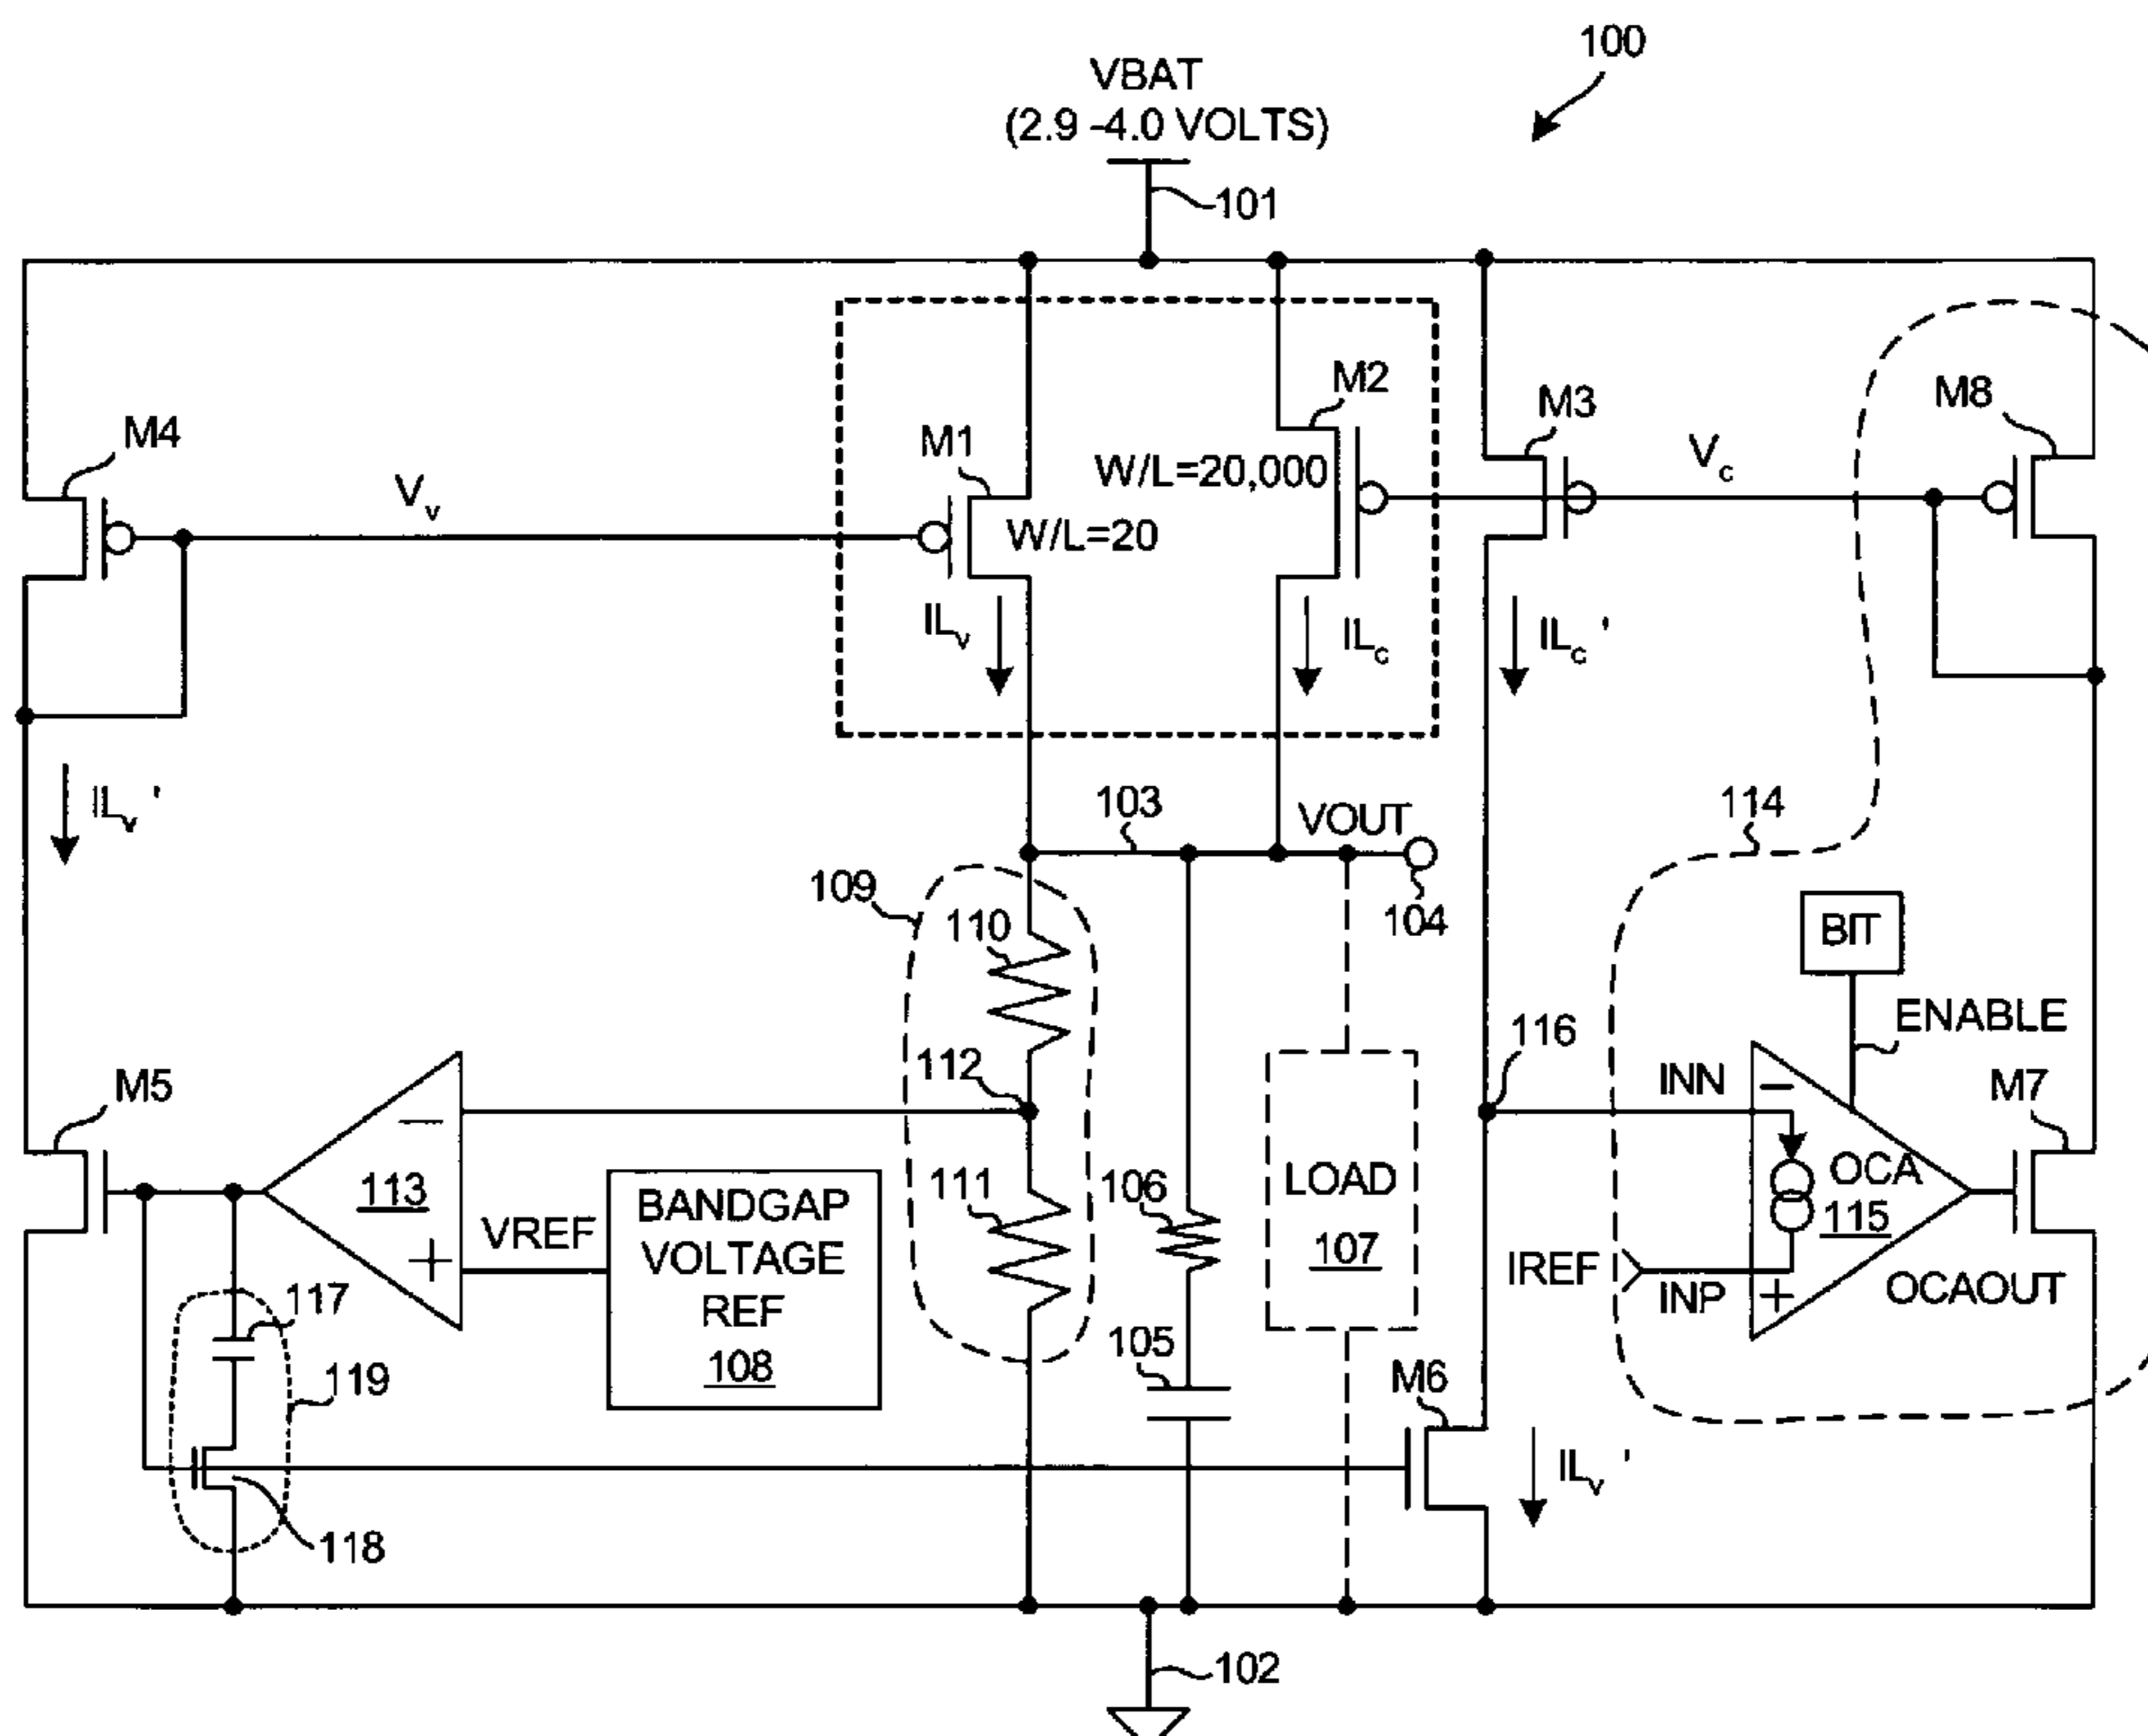 100
VBAT
(2.9 -4.0 VOLTS)
101
M4
Vv
M1
W/L=20
M2
W/L=20,000
M3
Vc
M8
ILv
ILc
ILc'
ILv'
103
VOUT
104
114
109
110
BIT
ENABLE
112
116
INN
−
M7
M5
−
113
+
VREF
BANDGAP
VOLTAGE
REF
108
111
106
LOAD
107
OCA
115
IREF
INP
+
OCAOUT
117
119
105
M6
ILv'
118
102